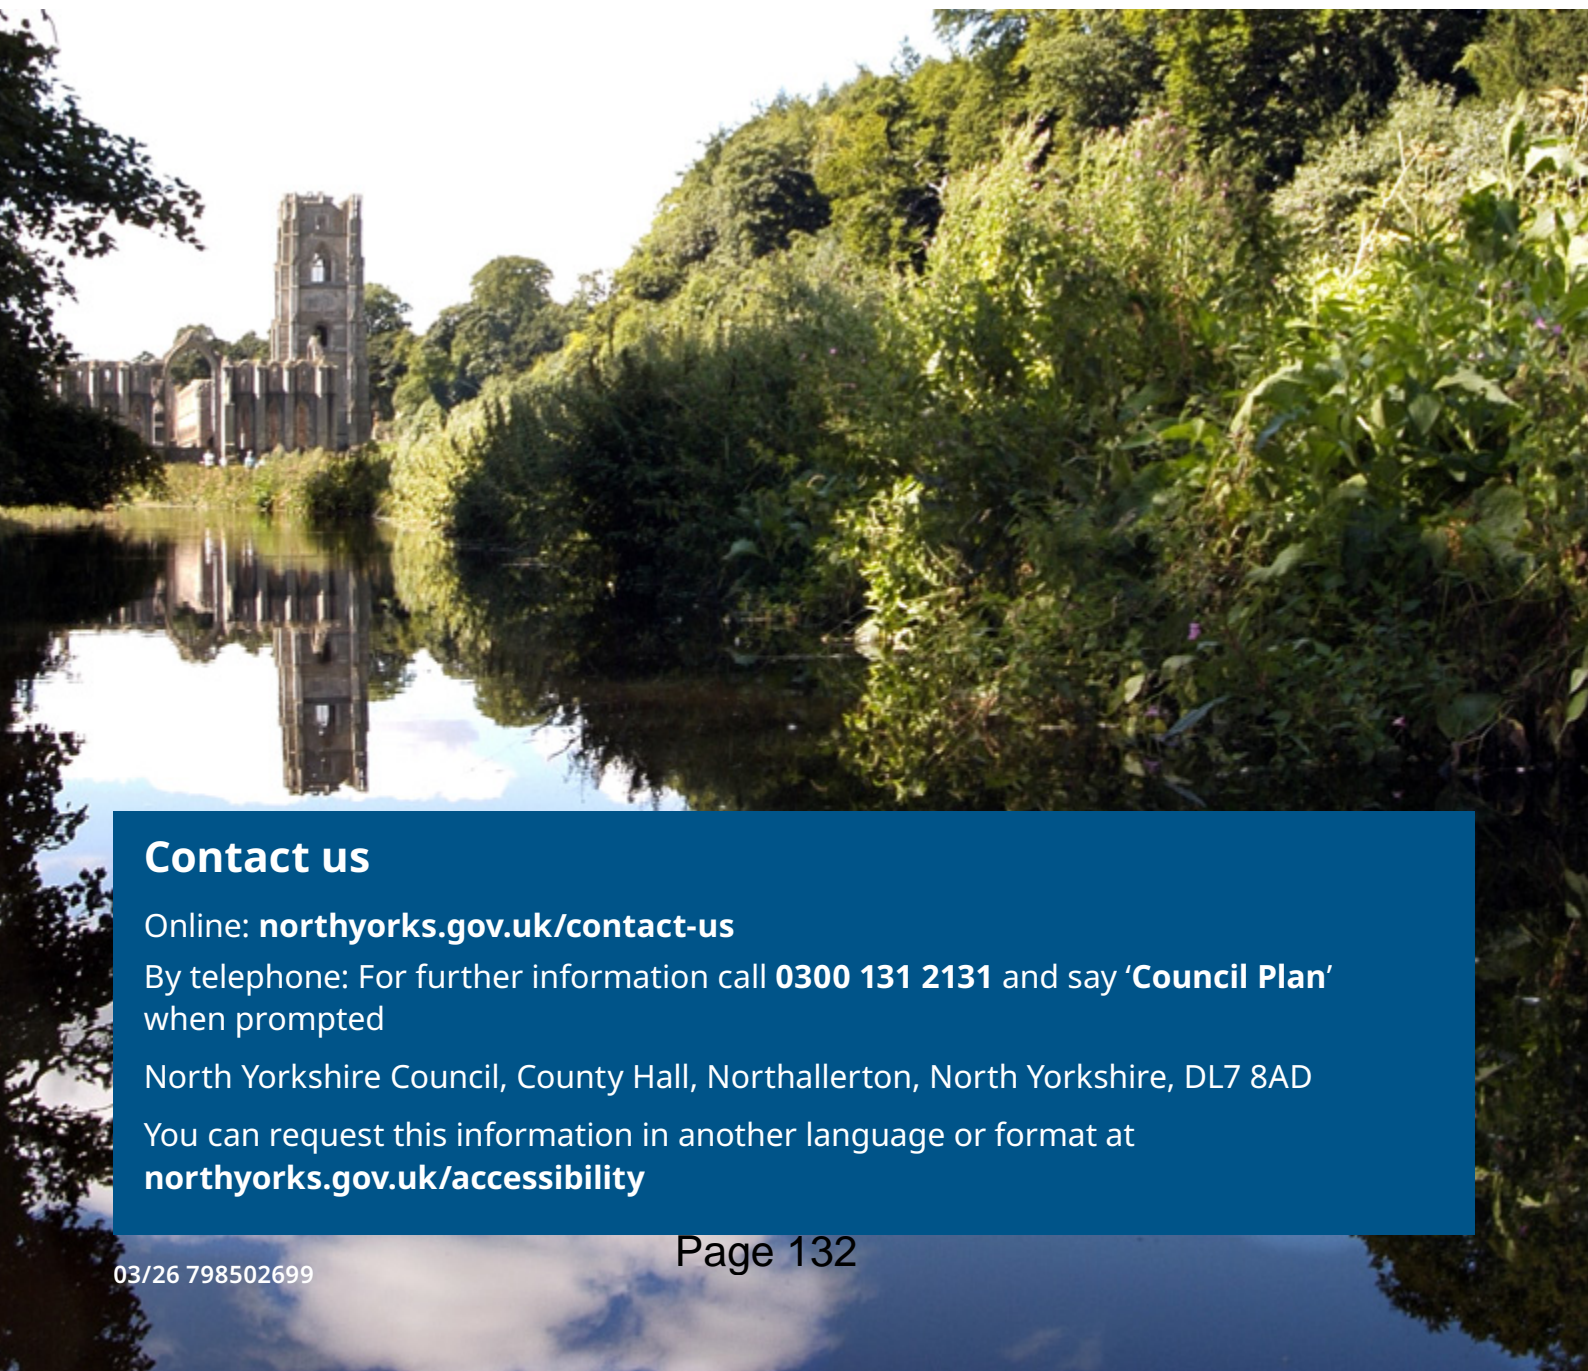 Contact us
Online: northyorks.gov.uk/contact-us
By telephone: For further information call 0300 131 2131 and say ‘Council Plan’
when prompted
North Yorkshire Council, County Hall, Northallerton, North Yorkshire, DL7 8AD
You can request this information in another language or format at
northyorks.gov.uk/accessibility
Page 132
03/26 798502699